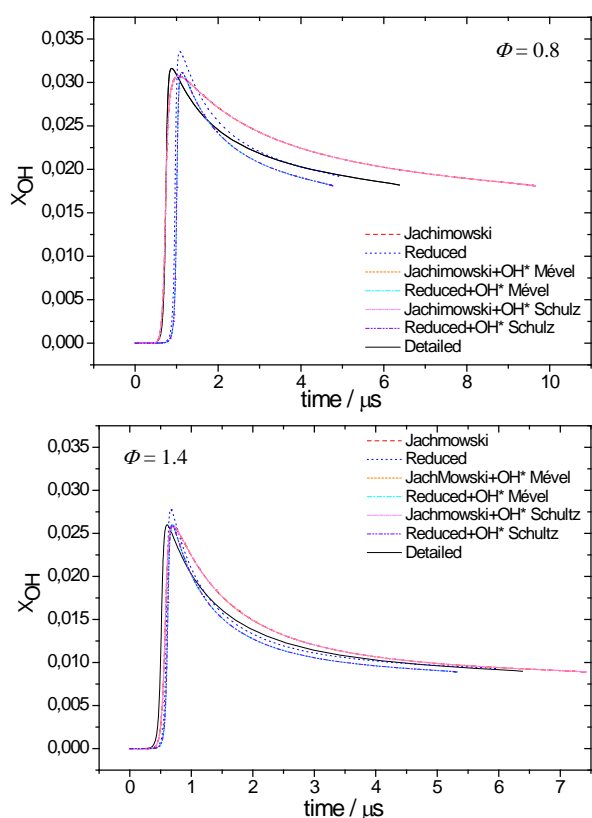 0,035
Φ = 0.8
0,030
0,025
0,020
0,015
0,010
0,005
0,000
XOH
Jachimowski
Reduced
Jachimowski+OH* Mével
Reduced+OH* Mével
Jachimowski+OH* Schulz
Reduced+OH* Schulz
Detailed
0 2 4 6 8 10
time / μs
0,035
Φ = 1.4
0,030
0,025
0,020
0,015
0,010
0,005
0,000
XOH
Jachmowski
Reduced
JachMowski+OH* Mével
Reduced+OH* Mével
Jachmowski+OH* Schultz
Reduced+OH* Schultz
Detailed
0 1 2 3 4 5 6 7
time / μs